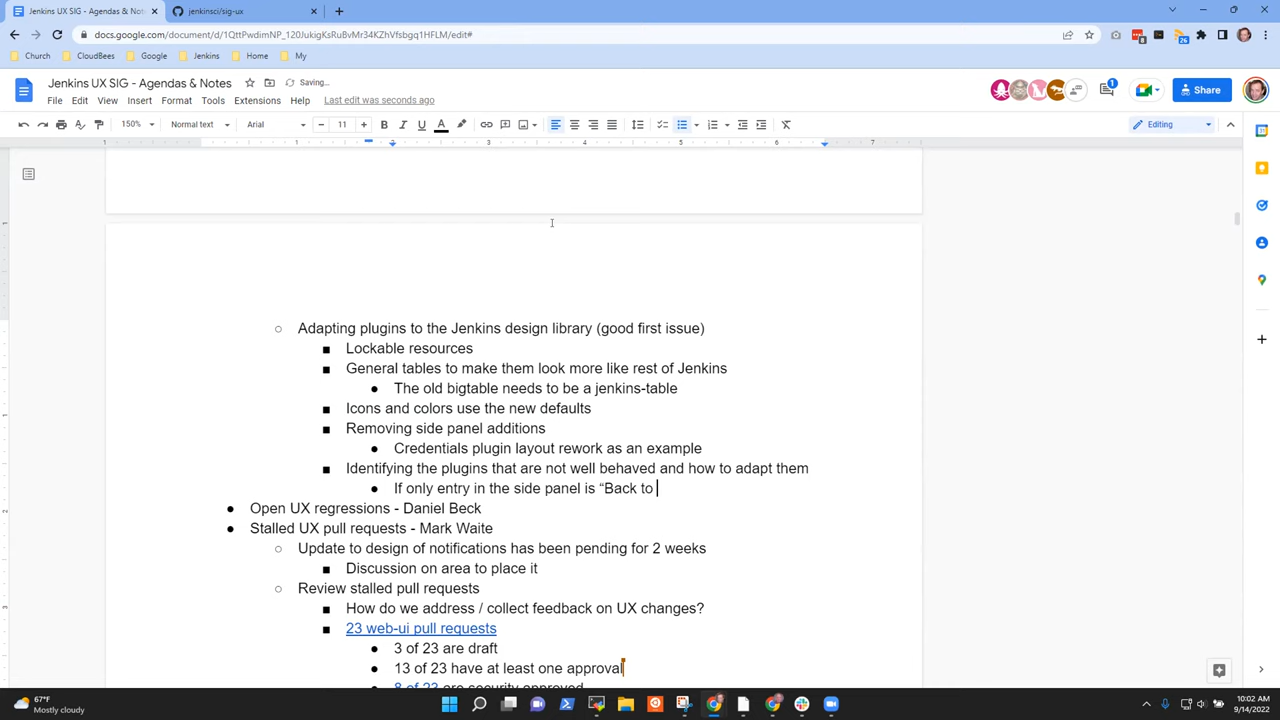 Jenkins UX SIG - Agendas & Notes
jenkinsci/sig-ux
docs.google.com/document/d/1QttPwdimNP_120JukigKsRuBvMr34KZhVfsbgq1HFLM/edit#
Church
CloudBees
Google
Jenkins
Home
My
Jenkins UX SIG - Agendas & Notes
Saving...
File
Edit
View
Insert
Format
Tools
Extensions
Help
Last edit was seconds ago
Share
150%
Normal text
Arial
11
Editing
Adapting plugins to the Jenkins design library (good first issue)
Lockable resources
General tables to make them look more like rest of Jenkins
The old bigtable needs to be a jenkins-table
Icons and colors use the new defaults
Removing side panel additions
Credentials plugin layout rework as an example
Identifying the plugins that are not well behaved and how to adapt them
If only entry in the side panel is “Back to
Open UX regressions - Daniel Beck
Stalled UX pull requests - Mark Waite
Update to design of notifications has been pending for 2 weeks
Discussion on area to place it
Review stalled pull requests
How do we address / collect feedback on UX changes?
23 web-ui pull requests
3 of 23 are draft
13 of 23 have at least one approval
8 of 23 are security approved
67°F
Mostly cloudy
10:02 AM
9/14/2022